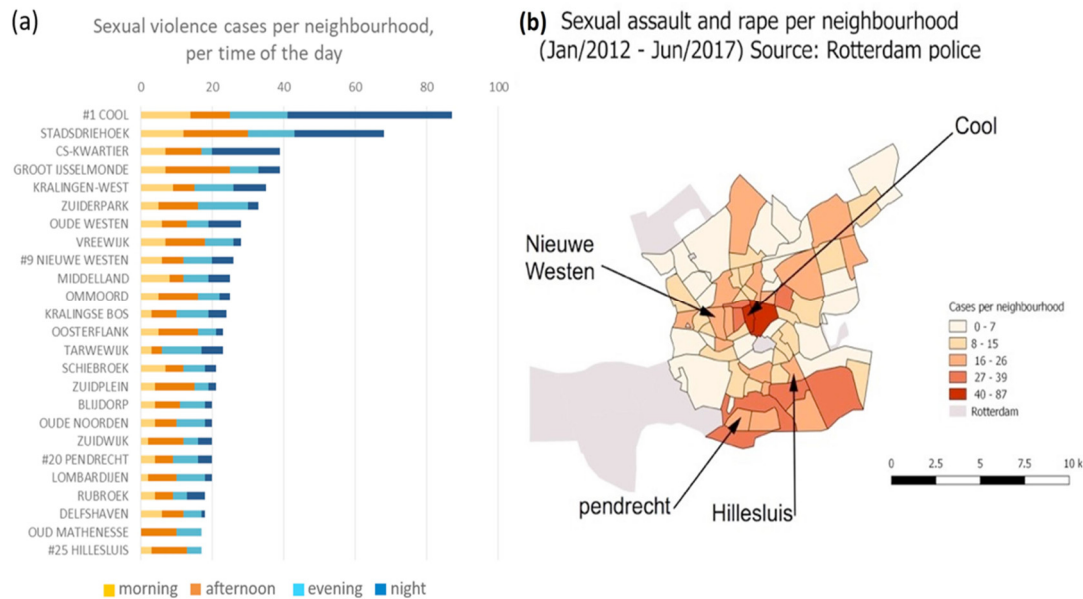 (a)
Sexual violence cases per neighbourhood,
per time of the day
0 20 40 60 80 100
#1 COOL
STADSDRIEHOEK
CS-KWARTIER
GROOT IJSSELMONDE
KRALINGEN-WEST
ZUIDERPARK
OUDE WESTEN
VREEWIJK
#9 NIEUWE WESTEN
MIDDELLAND
OMMOORD
KRALINGSE BOS
OOSTERFLANK
TARWEWIJK
SCHIEBROEK
ZUIDPLEIN
BLIJDORP
OUDE NOORDEN
ZUIDWIJK
#20 PENDRECHT
LOMBARDIJEN
RUBROEK
DELFSHAVEN
OUD MATHENESSE
#25 HILLESLUIS
morning afternoon evening night
(b) Sexual assault and rape per neighbourhood
(Jan/2012 - Jun/2017) Source: Rotterdam police
Cool
Nieuwe
Westen
pendrecht
Hillesluis
Cases per neighbourhood
0 - 7
8 - 15
16 - 26
27 - 39
40 - 87
Rotterdam
0 2.5 5 7.5 10 k